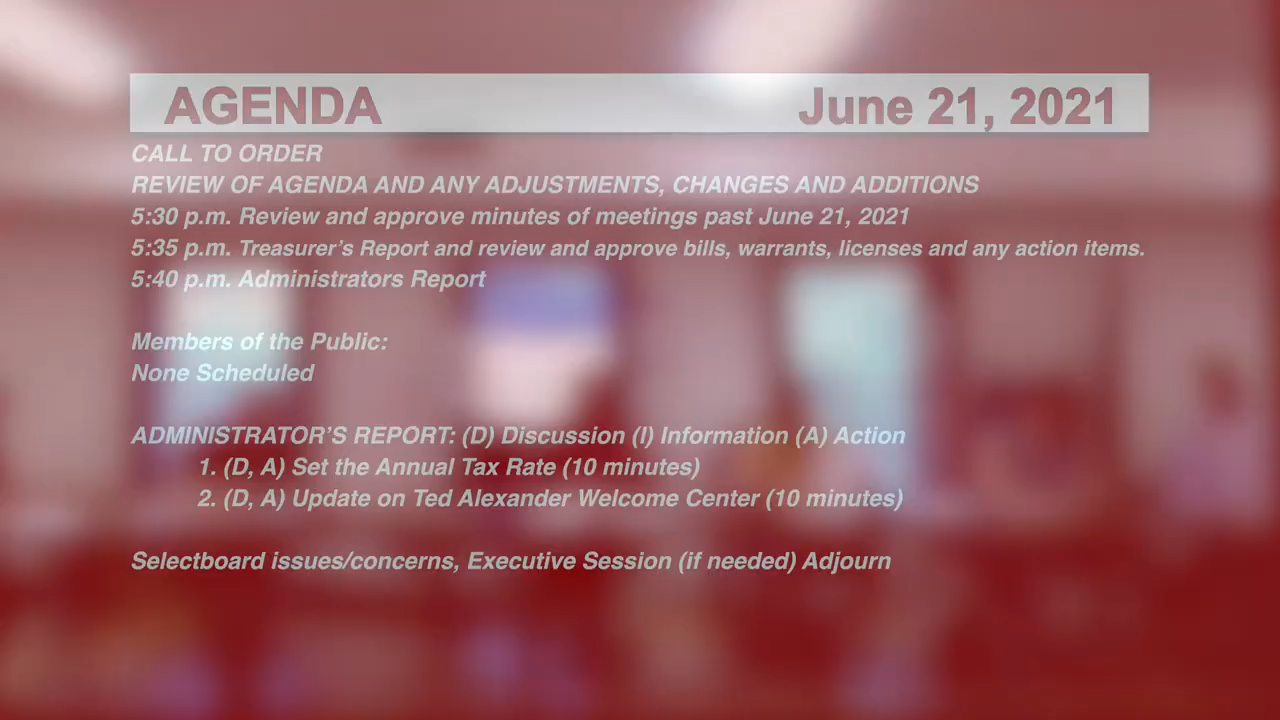 AGENDA June 21, 2021
CALL TO ORDER
REVIEW OF AGENDA AND ANY ADJUSTMENTS, CHANGES AND ADDITIONS
5:30 p.m. Review and approve minutes of meetings past June 21, 2021
5:35 p.m. Treasurer’s Report and review and approve bills, warrants, licenses and any action items.
5:40 p.m. Administrators Report
Members of the Public:
None Scheduled
ADMINISTRATOR’S REPORT: (D) Discussion (I) Information (A) Action
1. (D, A) Set the Annual Tax Rate (10 minutes)
2. (D, A) Update on Ted Alexander Welcome Center (10 minutes)
Selectboard issues/concerns, Executive Session (if needed) Adjourn